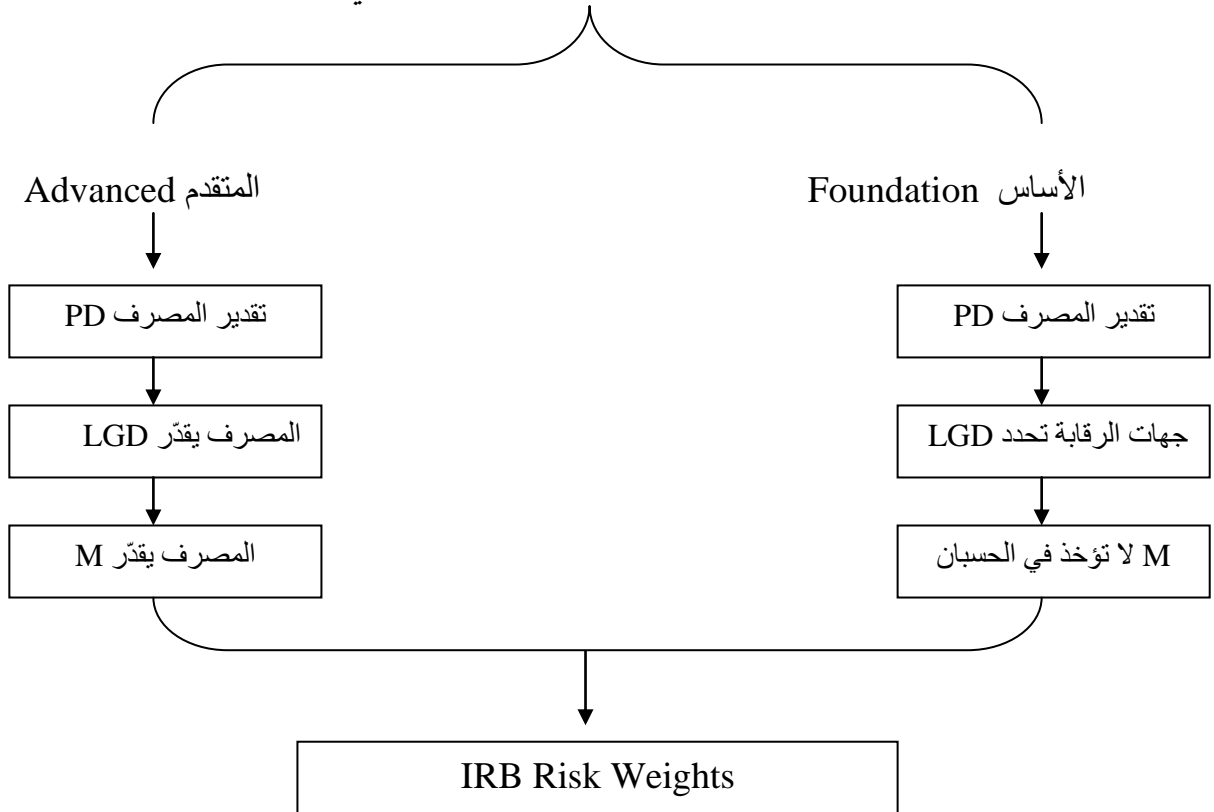 الأساس Foundation
المتقدم Advanced
تقدير المصرف PD
تقدير المصرف PD
جهات الرقابة تحدد LGD
المصرف يقدّر LGD
M لا تؤخذ في الحسبان
المصرف يقدّر M
IRB Risk Weights